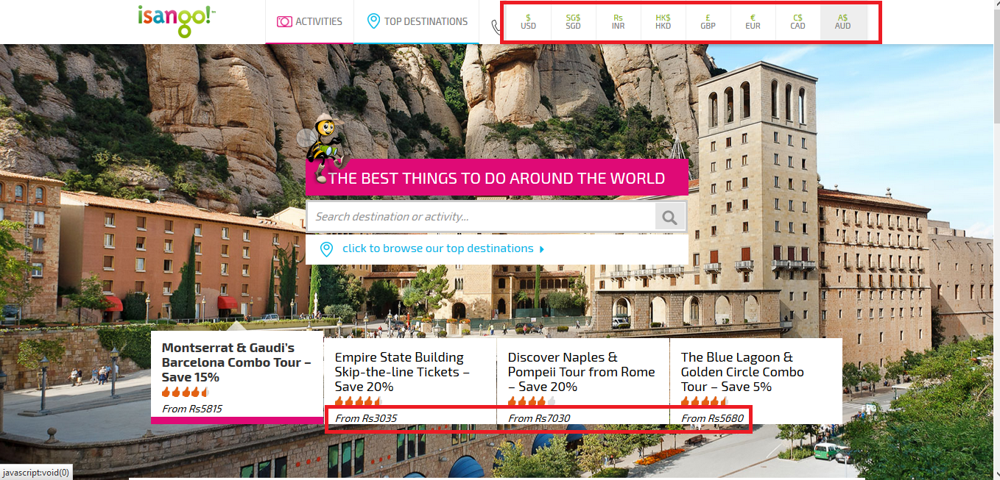 isango!™
ACTIVITIES
TOP DESTINATIONS
$ SG$ Rs HK$ £ € C$ A$
USD SGD INR HKD GBP EUR CAD AUD
THE BEST THINGS TO DO AROUND THE WORLD
Search destination or activity...
click to browse our top destinations
Montserrat & Gaudi's
Barcelona Combo Tour –
Save 15%
From Rs5815
Empire State Building
Skip-the-line Tickets –
Save 20%
From Rs3035
Discover Naples &
Pompeii Tour from Rome
– Save 20%
From Rs7030
The Blue Lagoon &
Golden Circle Combo
Tour – Save 5%
From Rs5680
javascript:void(0)